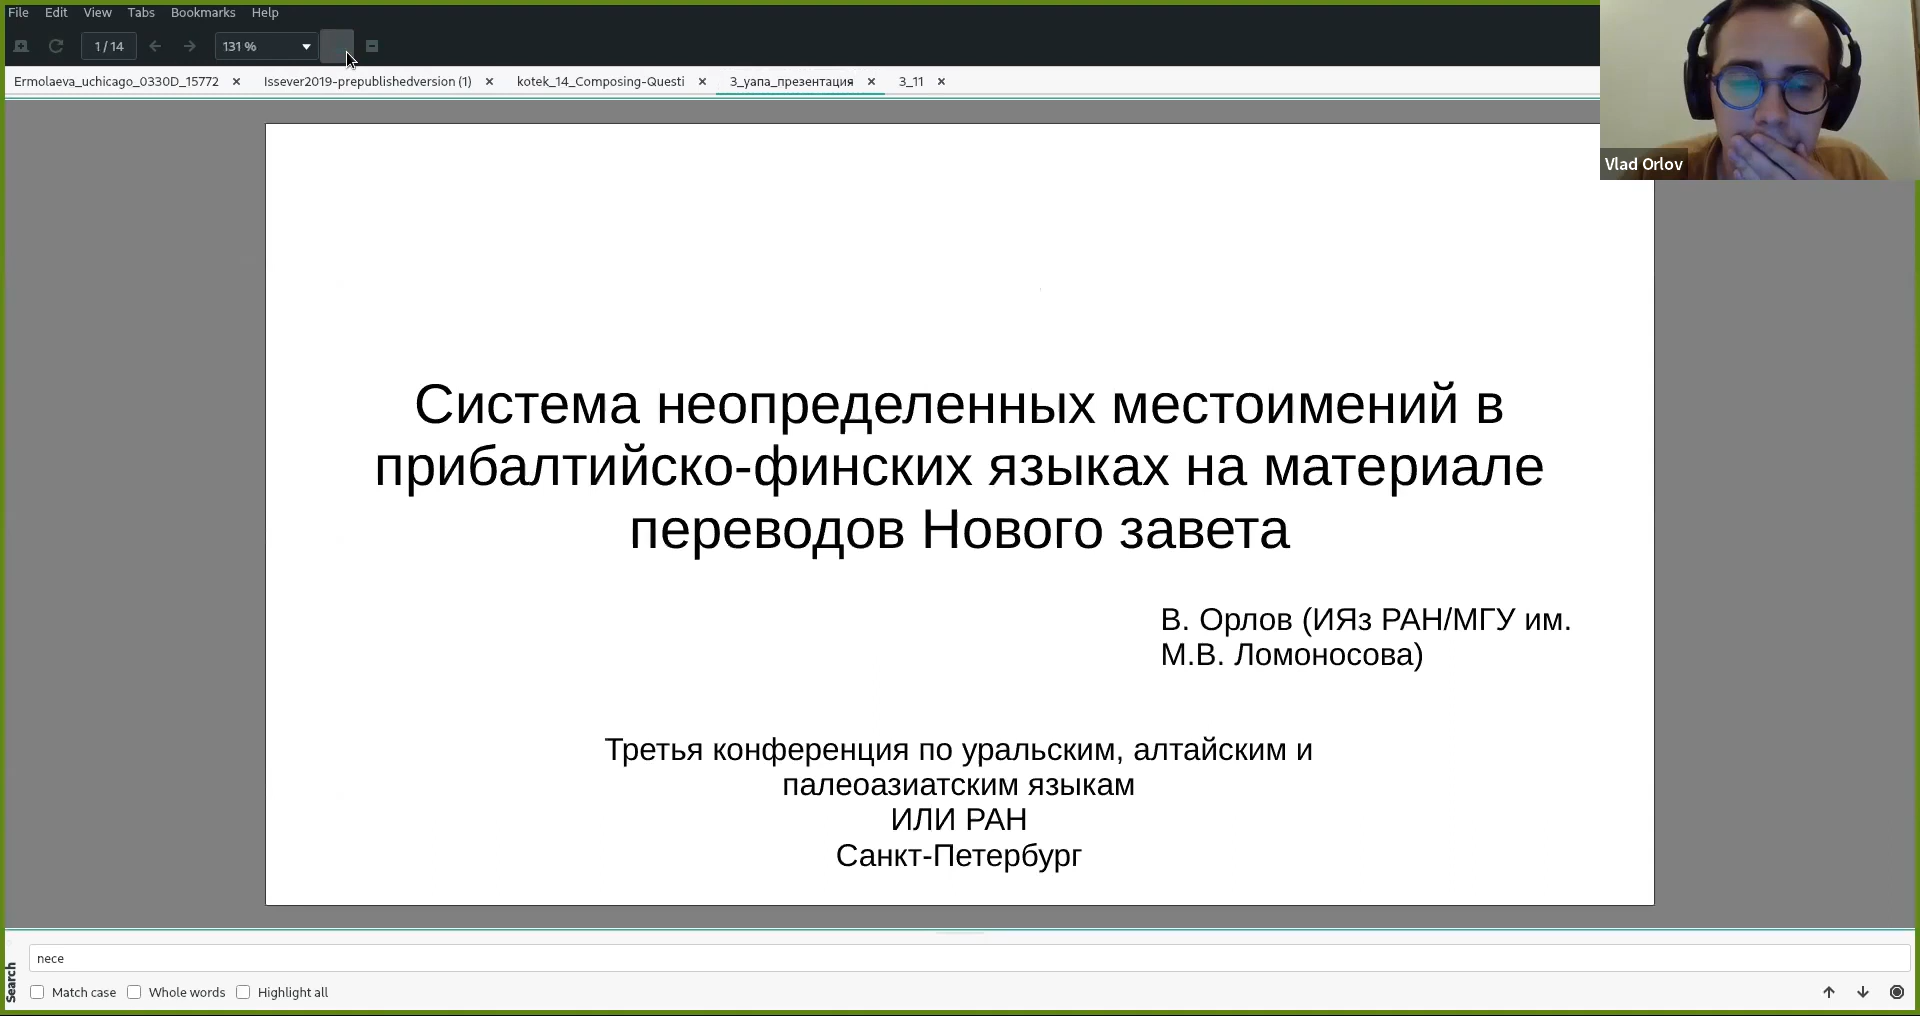 File Edit View Tabs Bookmarks Help
1 / 14
131 %
Ermolaeva_uchicago_0330D_15772
Issever2019-prepublishedversion (1)
kotek_14_Composing-Questi
3_уапа_презентация
3_11
Vlad Orlov
Система неопределенных местоимений в
прибалтийско-финских языках на материале
переводов Нового завета
В. Орлов (ИЯз РАН/МГУ им.
М.В. Ломоносова)
Третья конференция по уральским, алтайским и
палеоазиатским языкам
ИЛИ РАН
Санкт-Петербург
Search
nece
Match case
Whole words
Highlight all